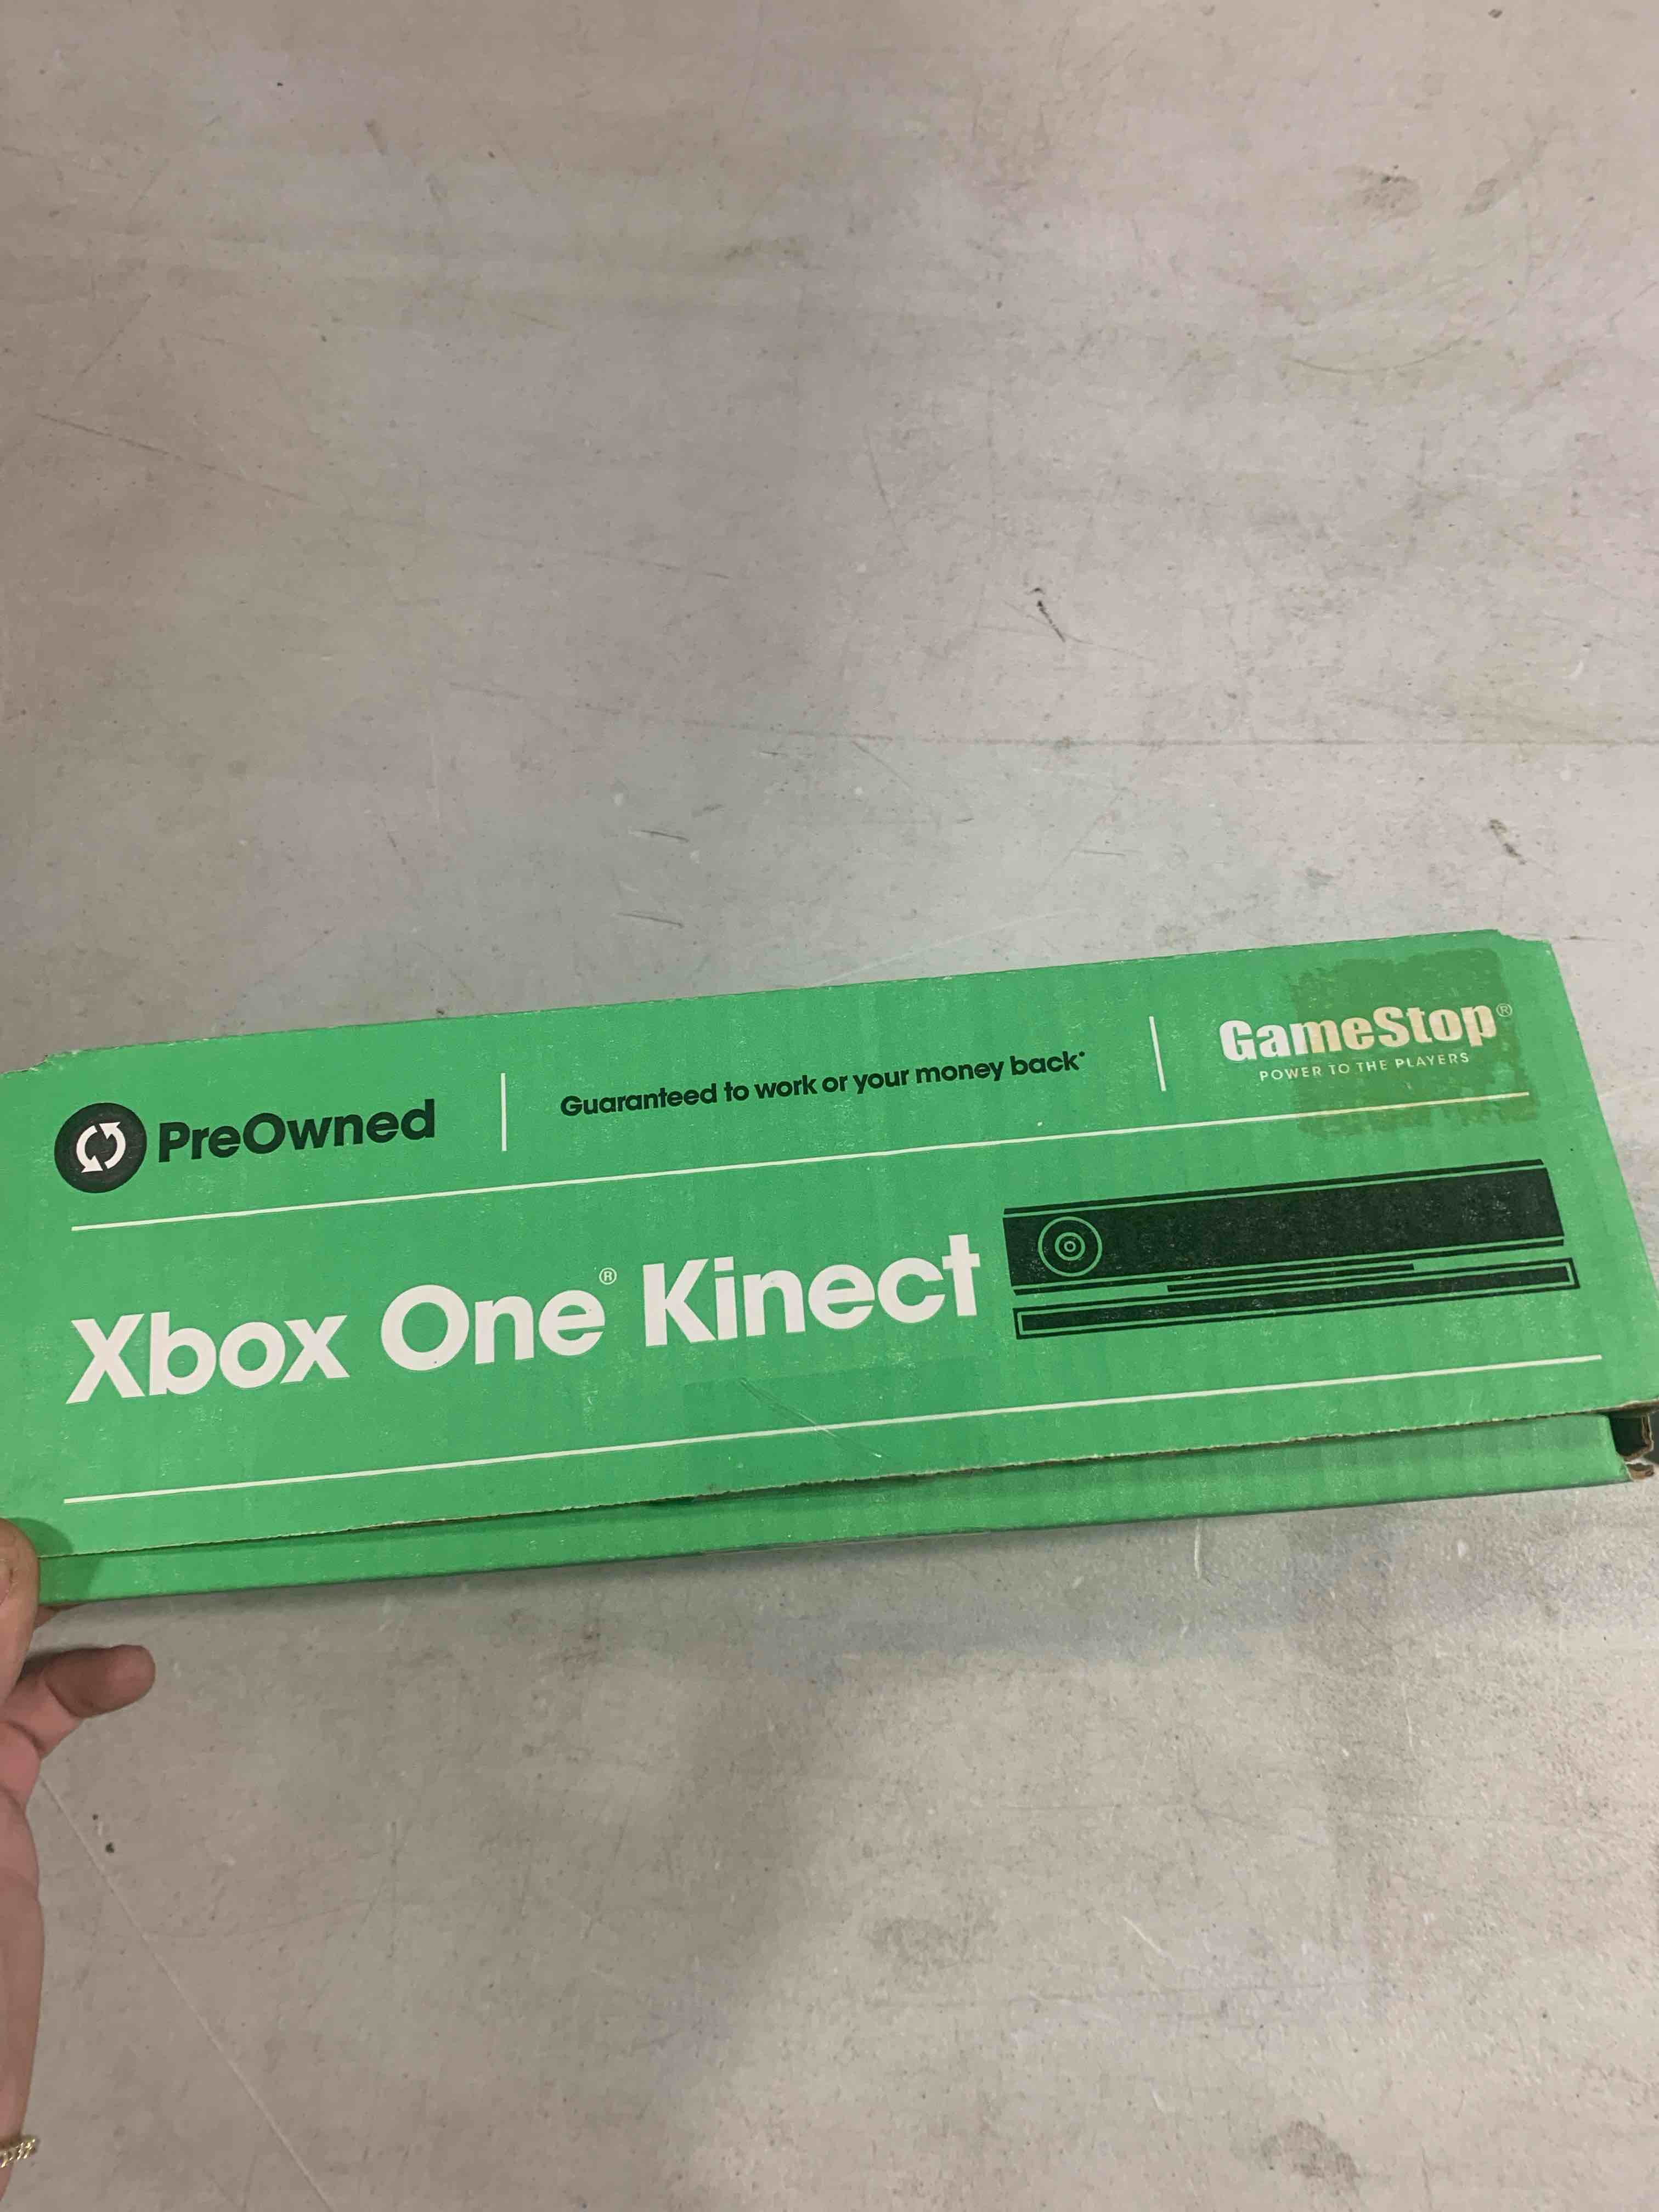 PreOwned
Guaranteed to work or your money back*
GameStop®
POWER TO THE PLAYERS
Xbox One® Kinect